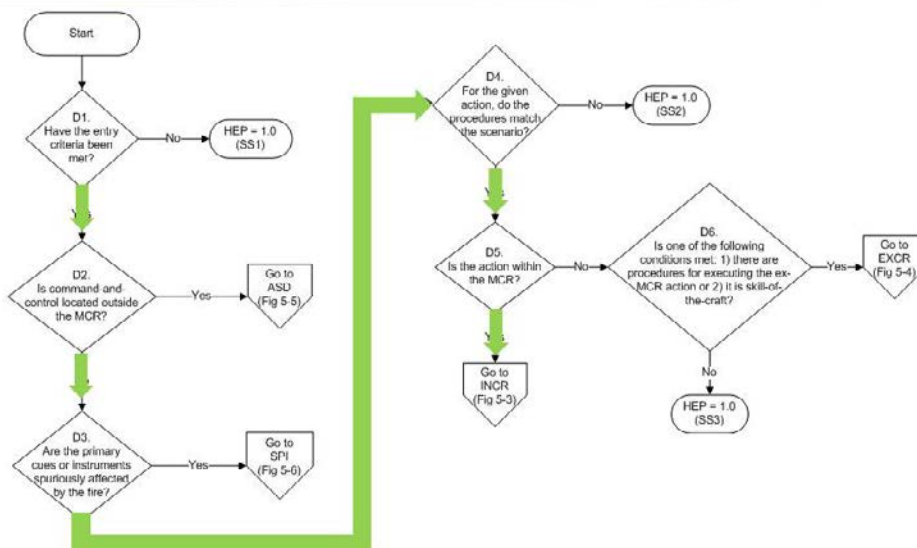 Start
D1.
Have the entry
criteria been
met?
No
HEP = 1.0
(SS1)
D2.
Is command-and-
control located outside
the MCR?
Yes
Go to
ASD
(Fig 5-5)
D3.
Are the primary
cues or instruments
spuriously affected
by the fire?
Yes
Go to
SPI
(Fig 5-6)
D4.
For the given
action, do the
procedures match
the scenario?
No
HEP = 1.0
(SS2)
D5.
Is the action within
the MCR?
No
Go to
INCR
(Fig 5-3)
D6.
Is one of the following
conditions met: 1) there are
procedures for executing the ex-
MCR action or 2) it is skill-of-
the-craft?
Yes
Go to
EXCR
(Fig 5-4)
No
HEP = 1.0
(SS3)